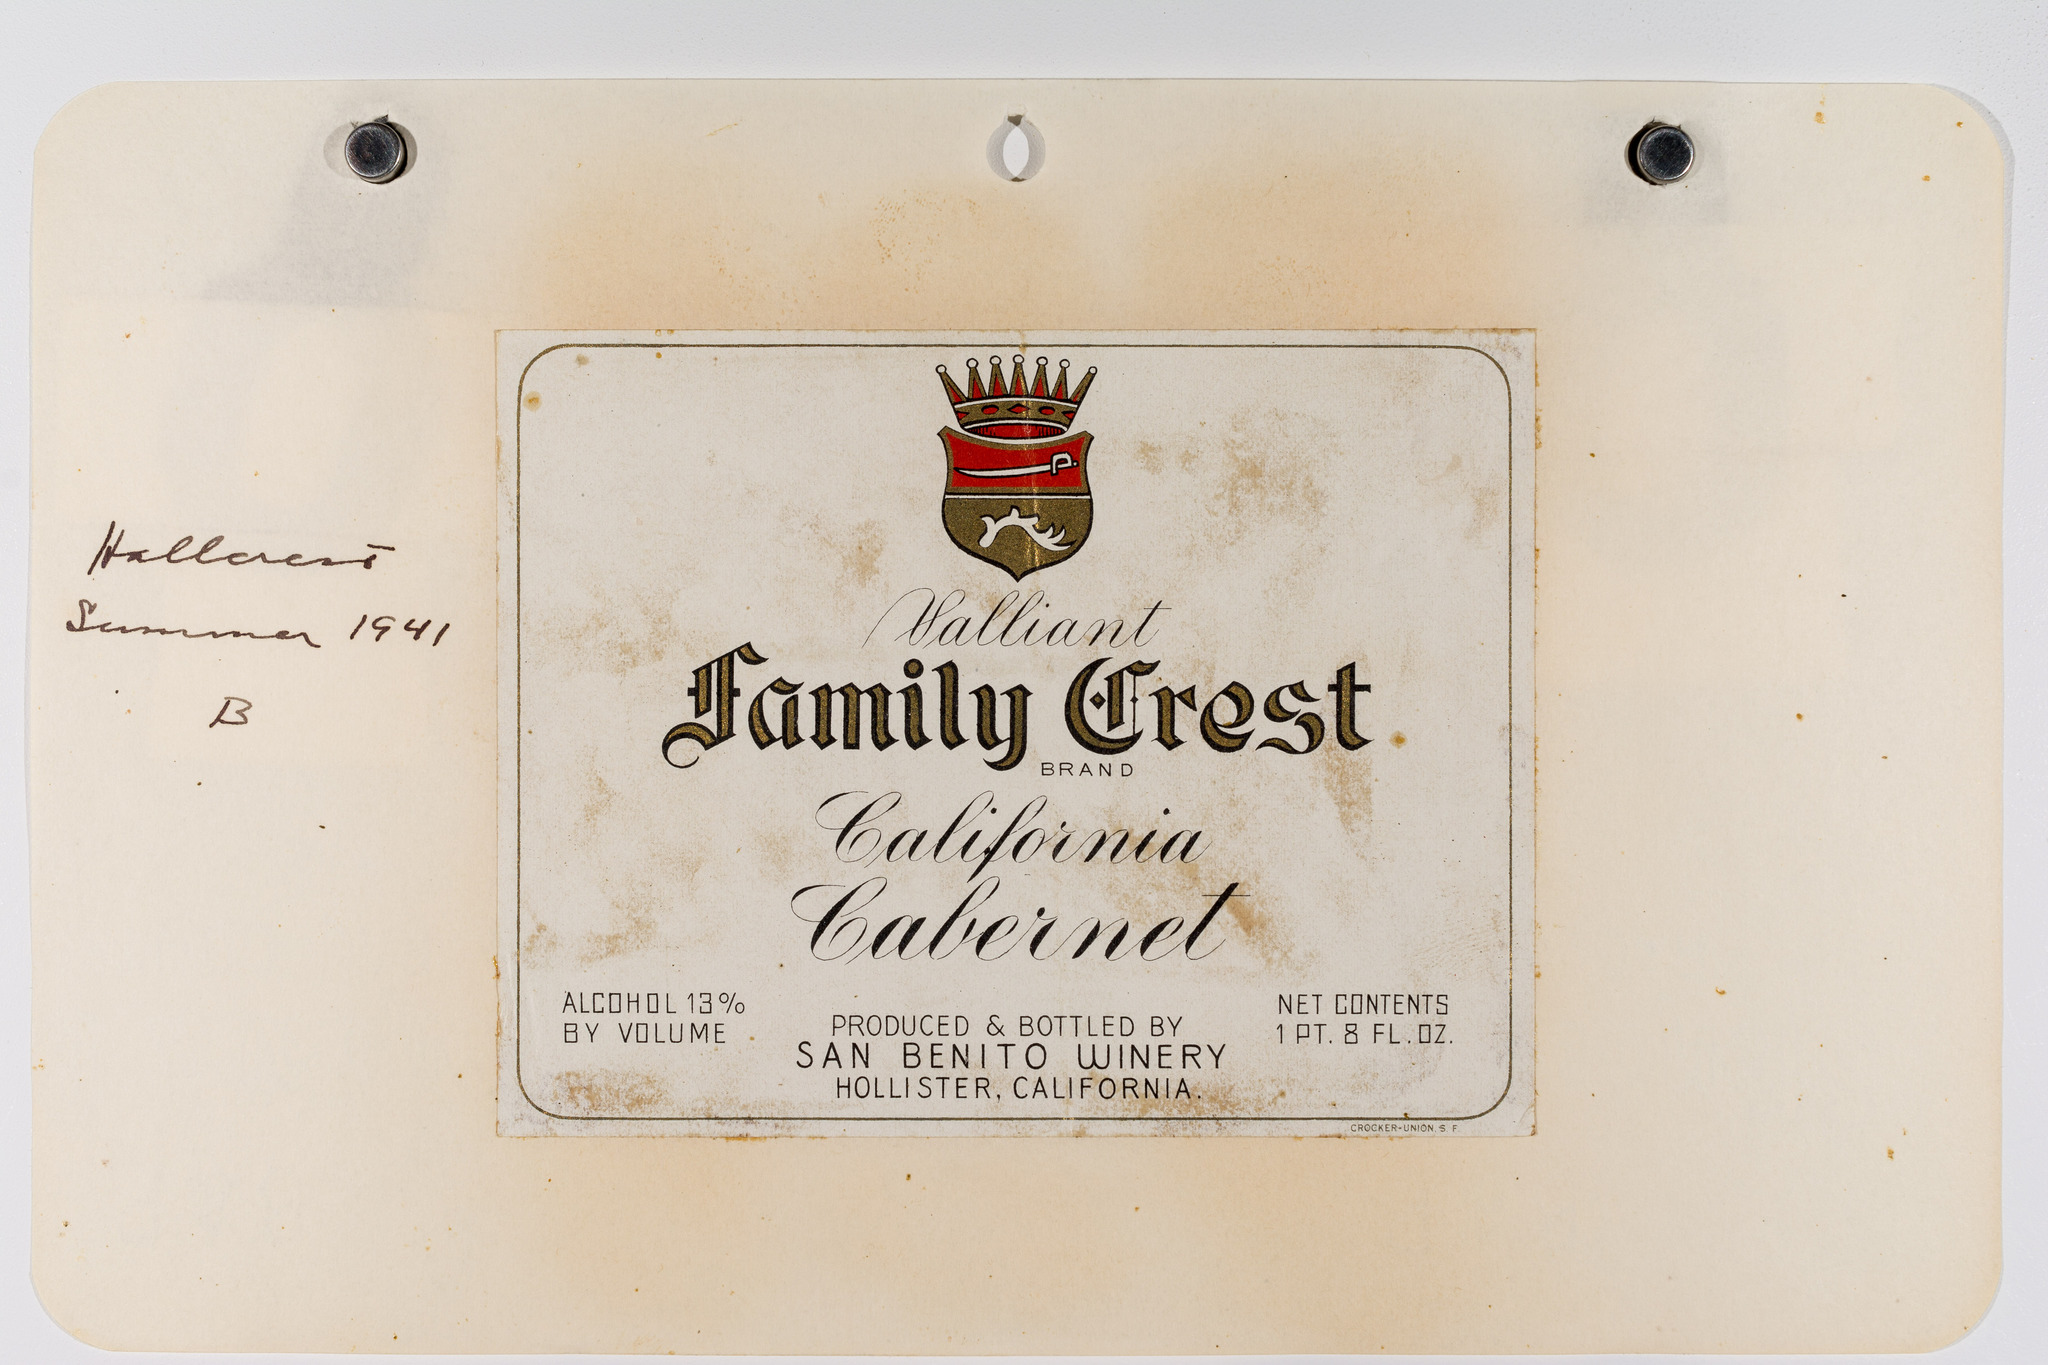 Hallcrest
Summer 1941
B
Valliant
Family Crest
BRAND
California
Cabernet
ALCOHOL 13%
BY VOLUME
PRODUCED & BOTTLED BY
SAN BENITO WINERY
HOLLISTER, CALIFORNIA.
NET CONTENTS
1 PT. 8 FL. OZ.
CROCKER-UNION, S. F.